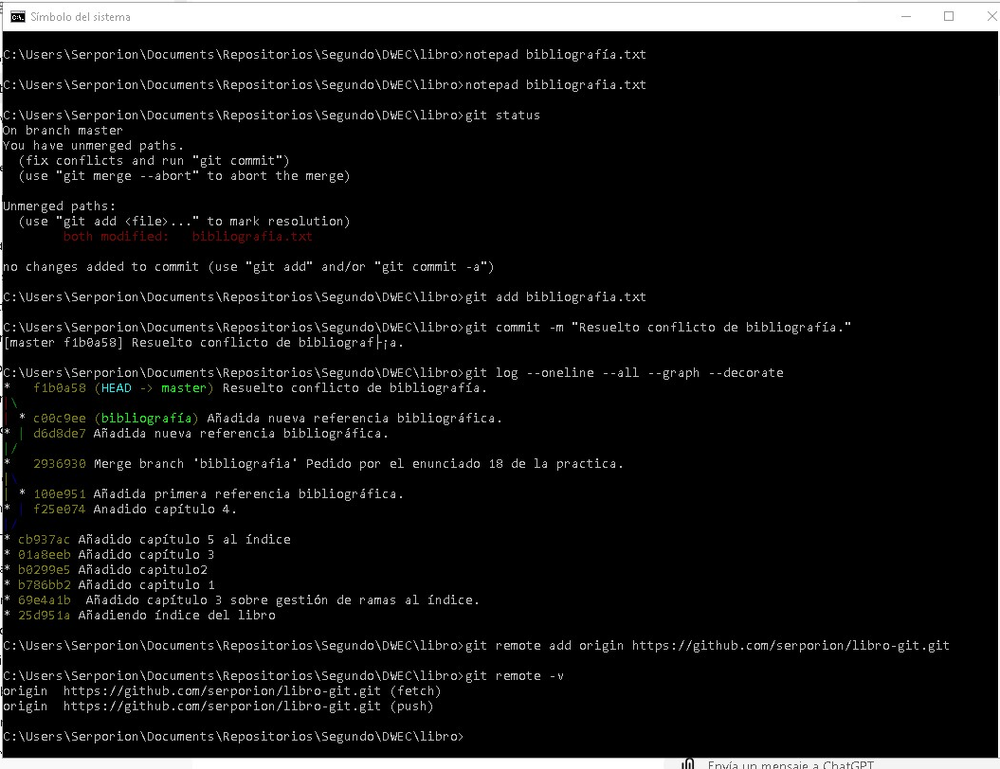 Símbolo del sistema
C:\Users\Serporion\Documents\Repositorios\Segundo\DWEC\libro>notepad bibliografía.txt
C:\Users\Serporion\Documents\Repositorios\Segundo\DWEC\libro>notepad bibliografia.txt
C:\Users\Serporion\Documents\Repositorios\Segundo\DWEC\libro>git status
On branch master
You have unmerged paths.
  (fix conflicts and run "git commit")
  (use "git merge --abort" to abort the merge)
Unmerged paths:
  (use "git add <file>..." to mark resolution)
        both modified:   bibliografia.txt
no changes added to commit (use "git add" and/or "git commit -a")
C:\Users\Serporion\Documents\Repositorios\Segundo\DWEC\libro>git add bibliografia.txt
C:\Users\Serporion\Documents\Repositorios\Segundo\DWEC\libro>git commit -m "Resuelto conflicto de bibliografía."
[master f1b0a58] Resuelto conflicto de bibliograf├¡a.
C:\Users\Serporion\Documents\Repositorios\Segundo\DWEC\libro>git log --oneline --all --graph --decorate
*   f1b0a58 (HEAD -> master) Resuelto conflicto de bibliografía.
|\
| * c00c9ee (bibliografía) Añadida nueva referencia bibliográfica.
* | d6d8de7 Añadida nueva referencia bibliográfica.
|/
*   2936930 Merge branch 'bibliografia' Pedido por el enunciado 18 de la practica.
|\
| * 100e951 Añadida primera referencia bibliográfica.
* | f25e074 Anadido capítulo 4.
|/
* cb937ac Añadido capítulo 5 al índice
* 01a8eeb Añadido capítulo 3
* b0299e5 Añadido capitulo2
* b786bb2 Añadido capitulo 1
* 69e4a1b  Añadido capítulo 3 sobre gestión de ramas al índice.
* 25d951a Añadiendo índice del libro
C:\Users\Serporion\Documents\Repositorios\Segundo\DWEC\libro>git remote add origin https://github.com/serporion/libro-git.git
C:\Users\Serporion\Documents\Repositorios\Segundo\DWEC\libro>git remote -v
origin  https://github.com/serporion/libro-git.git (fetch)
origin  https://github.com/serporion/libro-git.git (push)
C:\Users\Serporion\Documents\Repositorios\Segundo\DWEC\libro>
Envía un mensaje a ChatGPT